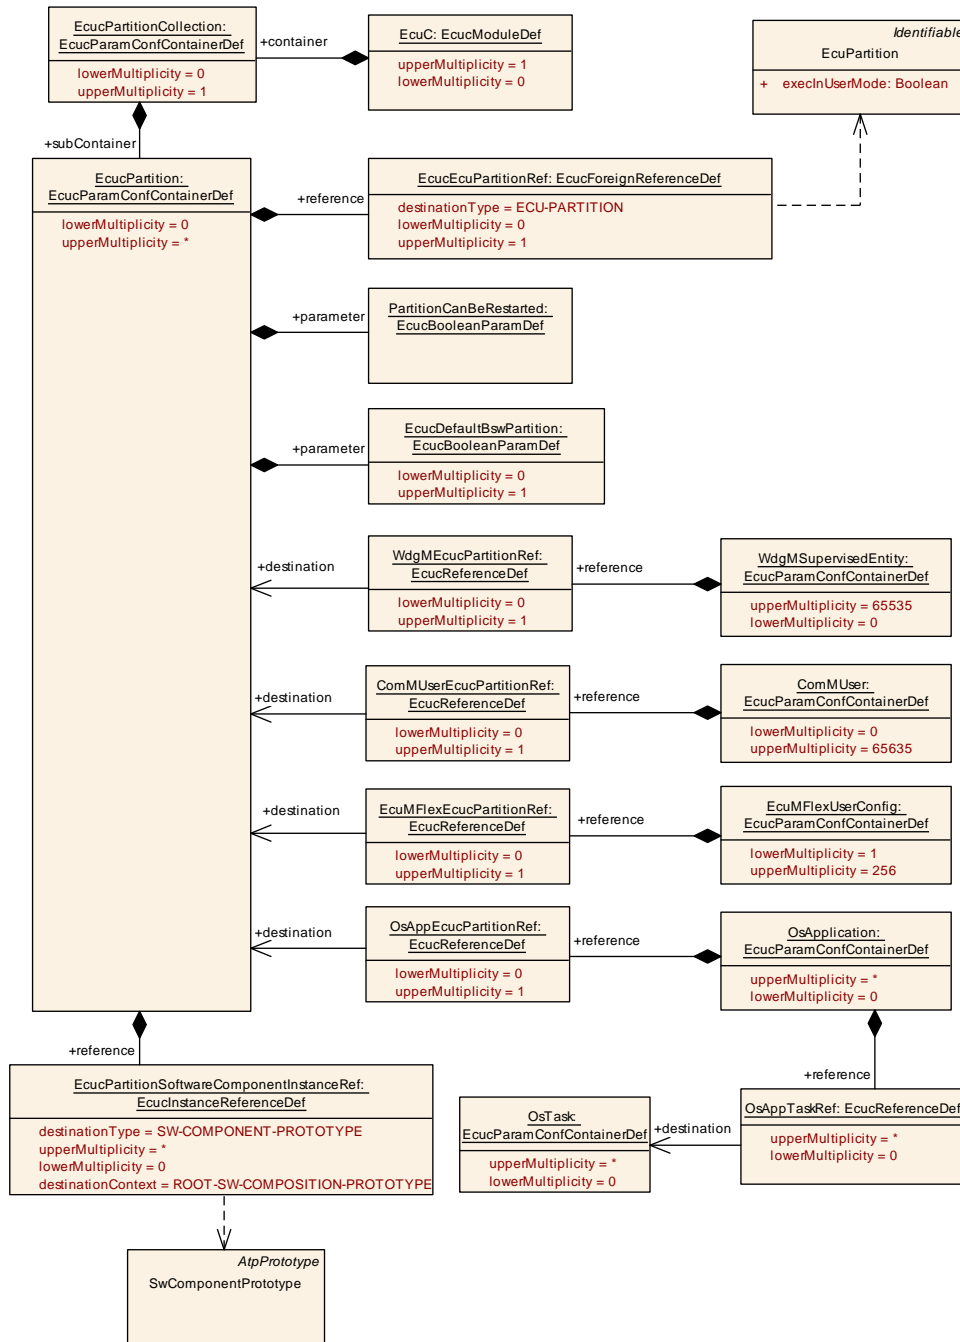 EcucPartitionCollection:
EcucParamConfContainerDef
lowerMultiplicity = 0
upperMultiplicity = 1
+container
EcuC: EcucModuleDef
upperMultiplicity = 1
lowerMultiplicity = 0
Identifiable
EcuPartition
+ execInUserMode: Boolean
+subContainer
EcucPartition:
EcucParamConfContainerDef
lowerMultiplicity = 0
upperMultiplicity = *
+reference
EcucEcuPartitionRef: EcucForeignReferenceDef
destinationType = ECU-PARTITION
lowerMultiplicity = 0
upperMultiplicity = 1
+parameter
PartitionCanBeRestarted:
EcucBooleanParamDef
+parameter
EcucDefaultBswPartition:
EcucBooleanParamDef
lowerMultiplicity = 0
upperMultiplicity = 1
+destination
WdgMEcucPartitionRef:
EcucReferenceDef
lowerMultiplicity = 0
upperMultiplicity = 1
+reference
WdgMSupervisedEntity:
EcucParamConfContainerDef
upperMultiplicity = 65535
lowerMultiplicity = 0
+destination
ComMUserEcucPartitionRef:
EcucReferenceDef
lowerMultiplicity = 0
upperMultiplicity = 1
+reference
ComMUser:
EcucParamConfContainerDef
lowerMultiplicity = 0
upperMultiplicity = 65635
+destination
EcuMFlexEcucPartitionRef:
EcucReferenceDef
lowerMultiplicity = 0
upperMultiplicity = 1
+reference
EcuMFlexUserConfig:
EcucParamConfContainerDef
lowerMultiplicity = 1
upperMultiplicity = 256
+destination
OsAppEcucPartitionRef:
EcucReferenceDef
lowerMultiplicity = 0
upperMultiplicity = 1
+reference
OsApplication:
EcucParamConfContainerDef
upperMultiplicity = *
lowerMultiplicity = 0
+reference
EcucPartitionSoftwareComponentInstanceRef:
EcucInstanceReferenceDef
destinationType = SW-COMPONENT-PROTOTYPE
upperMultiplicity = *
lowerMultiplicity = 0
destinationContext = ROOT-SW-COMPOSITION-PROTOTYPE
+reference
OsAppTaskRef: EcucReferenceDef
upperMultiplicity = *
lowerMultiplicity = 0
+destination
OsTask:
EcucParamConfContainerDef
upperMultiplicity = *
lowerMultiplicity = 0
AtpPrototype
SwComponentPrototype